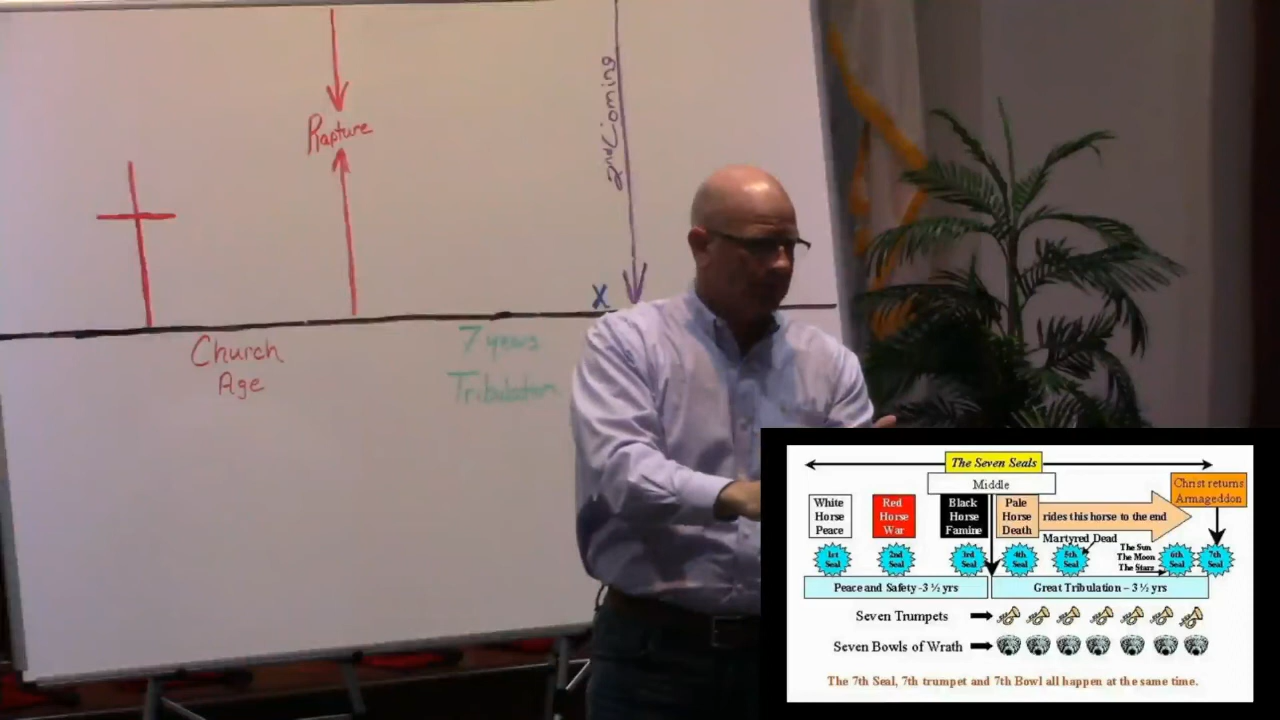 Rapture
2nd Coming
X
Church
Age
7 years
Tribulation
The Seven Seals
Middle
Christ returns
Armageddon
White
Horse
Peace
Red
Horse
War
Black
Horse
Famine
Pale
Horse
Death
rides this horse to the end
Martyred Dead
The Sun
The Moon
The Stars
1st
Seal
2nd
Seal
3rd
Seal
4th
Seal
5th
Seal
6th
Seal
7th
Seal
Peace and Safety -3 ½ yrs
Great Tribulation – 3 ½ yrs
Seven Trumpets
Seven Bowls of Wrath
The 7th Seal, 7th trumpet and 7th Bowl all happen at the same time.